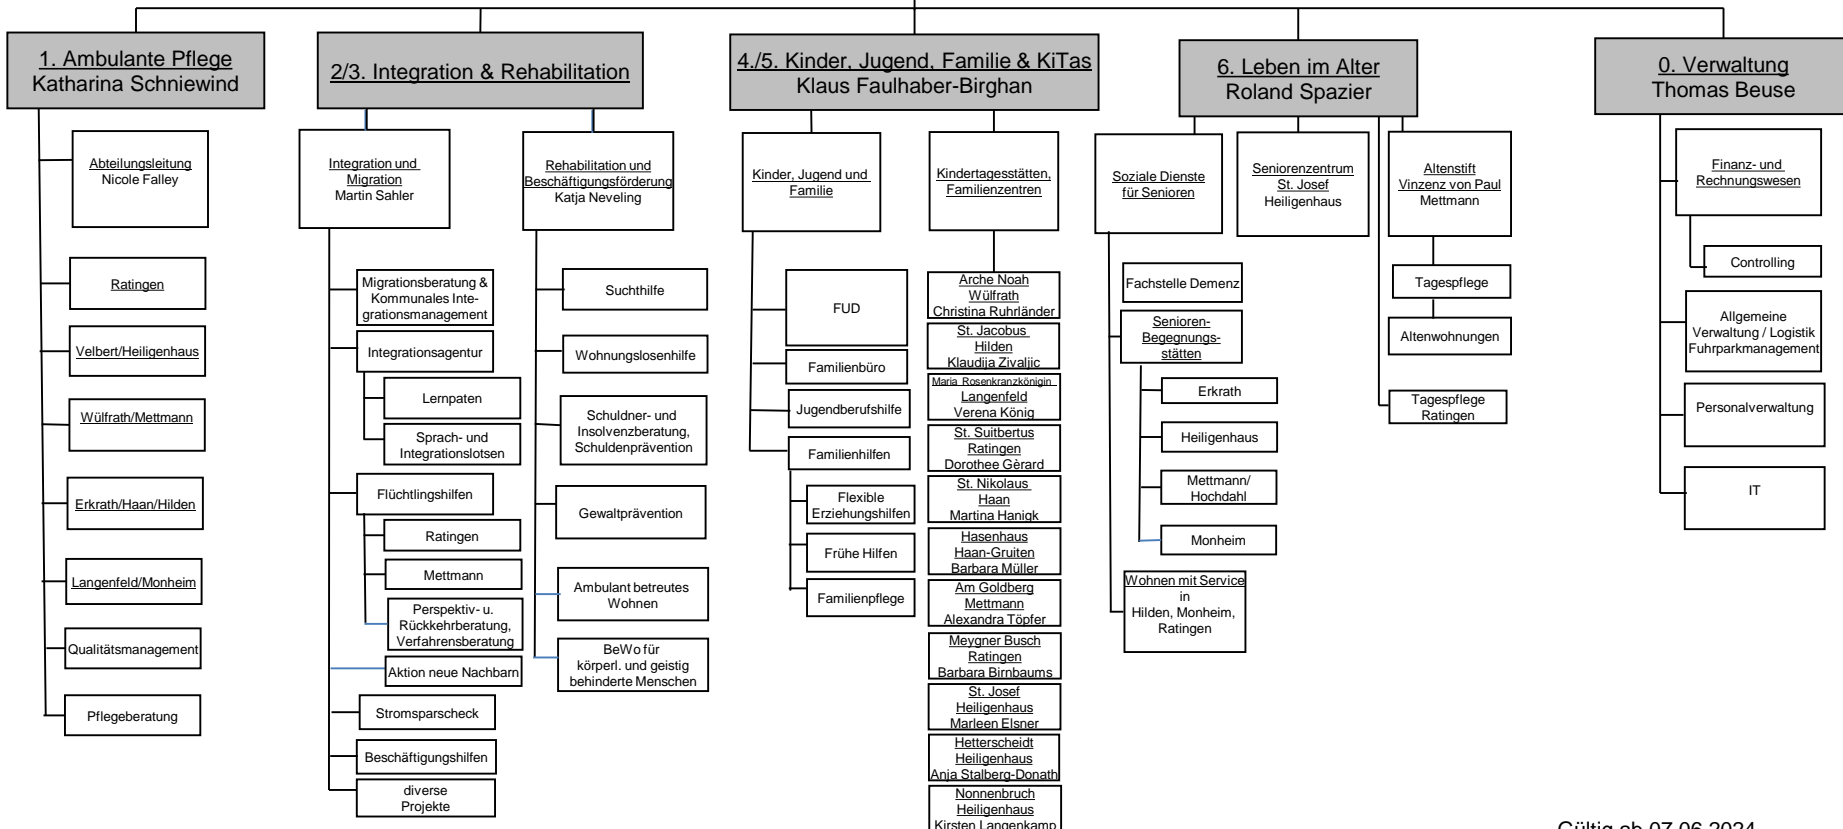 1. Ambulante Pflege
Katharina Schniewind
2/3. Integration & Rehabilitation
4./5. Kinder, Jugend, Familie & KiTas
Klaus Faulhaber-Birghan
6. Leben im Alter
Roland Spazier
0. Verwaltung
Thomas Beuse
Abteilungsleitung
Nicole Falley
Ratingen
Velbert/Heiligenhaus
Wülfrath/Mettmann
Erkrath/Haan/Hilden
Langenfeld/Monheim
Qualitätsmanagement
Pflegeberatung
Integration und
Migration
Martin Sahler
Migrationsberatung &
Kommunales Inte-
grationsmanagement
Integrationsagentur
Lernpaten
Sprach- und
Integrationslotsen
Flüchtlingshilfen
Ratingen
Mettmann
Perspektiv- u.
Rückkehrberatung,
Verfahrensberatung
Aktion neue Nachbarn
Stromsparscheck
Beschäftigungshilfen
diverse
Projekte
Rehabilitation und
Beschäftigungsförderung
Katja Neveling
Suchthilfe
Wohnungslosenhilfe
Schuldner- und
Insolvenzberatung,
Schuldenprävention
Gewaltprävention
Ambulant betreutes
Wohnen
BeWo für
körperl. und geistig
behinderte Menschen
Kinder, Jugend und
Familie
FUD
Familienbüro
Jugendberufshilfe
Familienhilfen
Flexible
Erziehungshilfen
Frühe Hilfen
Familienpflege
Kindertagesstätten,
Familienzentren
Arche Noah
Wülfrath
Christina Ruhrländer
St. Jacobus
Hilden
Klaudija Zivaljic
Maria Rosenkranzkönigin
Langenfeld
Verena König
St. Suitbertus
Ratingen
Dorothee Gèrard
St. Nikolaus
Haan
Martina Hanigk
Hasenhaus
Haan-Gruiten
Barbara Müller
Am Goldberg
Mettmann
Alexandra Töpfer
Meygner Busch
Ratingen
Barbara Birnbaums
St. Josef
Heiligenhaus
Marleen Elsner
Hetterscheidt
Heiligenhaus
Anja Stalberg-Donath
Nonnenbruch
Heiligenhaus
Kirsten Langenkamp
Soziale Dienste
für Senioren
Fachstelle Demenz
Senioren-
Begegnungs-
stätten
Erkrath
Heiligenhaus
Mettmann/
Hochdahl
Monheim
Wohnen mit Service
in
Hilden, Monheim,
Ratingen
Seniorenzentrum
St. Josef
Heiligenhaus
Altenstift
Vinzenz von Paul
Mettmann
Tagespflege
Altenwohnungen
Tagespflege
Ratingen
Finanz- und
Rechnungswesen
Controlling
Allgemeine
Verwaltung / Logistik
Fuhrparkmanagement
Personalverwaltung
IT
Gültig ab 07.06.2024